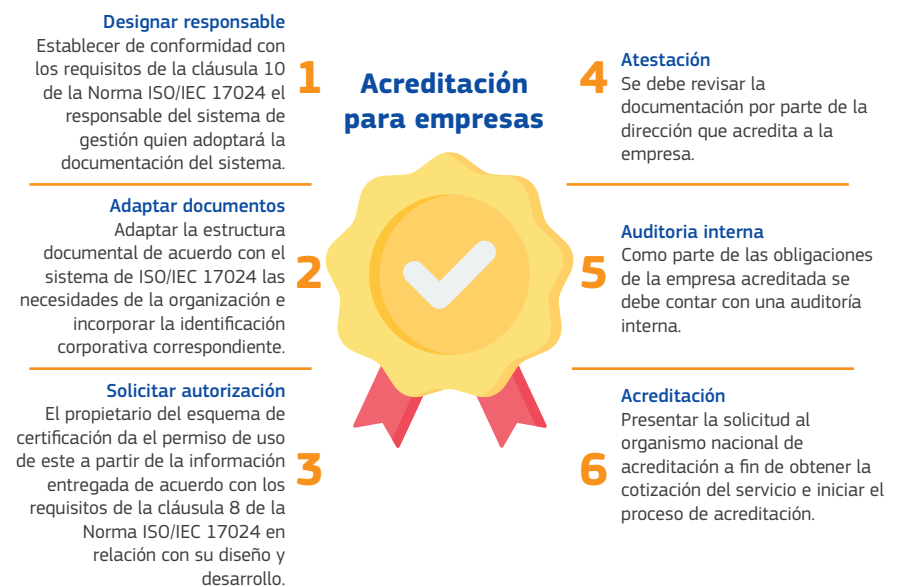 Acreditación
para empresas
1
Designar responsable
Establecer de conformidad con
los requisitos de la cláusula 10
de la Norma ISO/IEC 17024 el
responsable del sistema de
gestión quien adoptará la
documentación del sistema.
2
Adaptar documentos
Adaptar la estructura
documental de acuerdo con el
sistema de ISO/IEC 17024 las
necesidades de la organización e
incorporar la identificación
corporativa correspondiente.
3
Solicitar autorización
El propietario del esquema de
certificación da el permiso de uso
de este a partir de la información
entregada de acuerdo con los
requisitos de la cláusula 8 de la
Norma ISO/IEC 17024 en
relación con su diseño y
desarrollo.
4
Atestación
Se debe revisar la
documentación por parte de la
dirección que acredita a la
empresa.
5
Auditoria interna
Como parte de las obligaciones
de la empresa acreditada se
debe contar con una auditoría
interna.
6
Acreditación
Presentar la solicitud al
organismo nacional de
acreditación a fin de obtener la
cotización del servicio e iniciar el
proceso de acreditación.